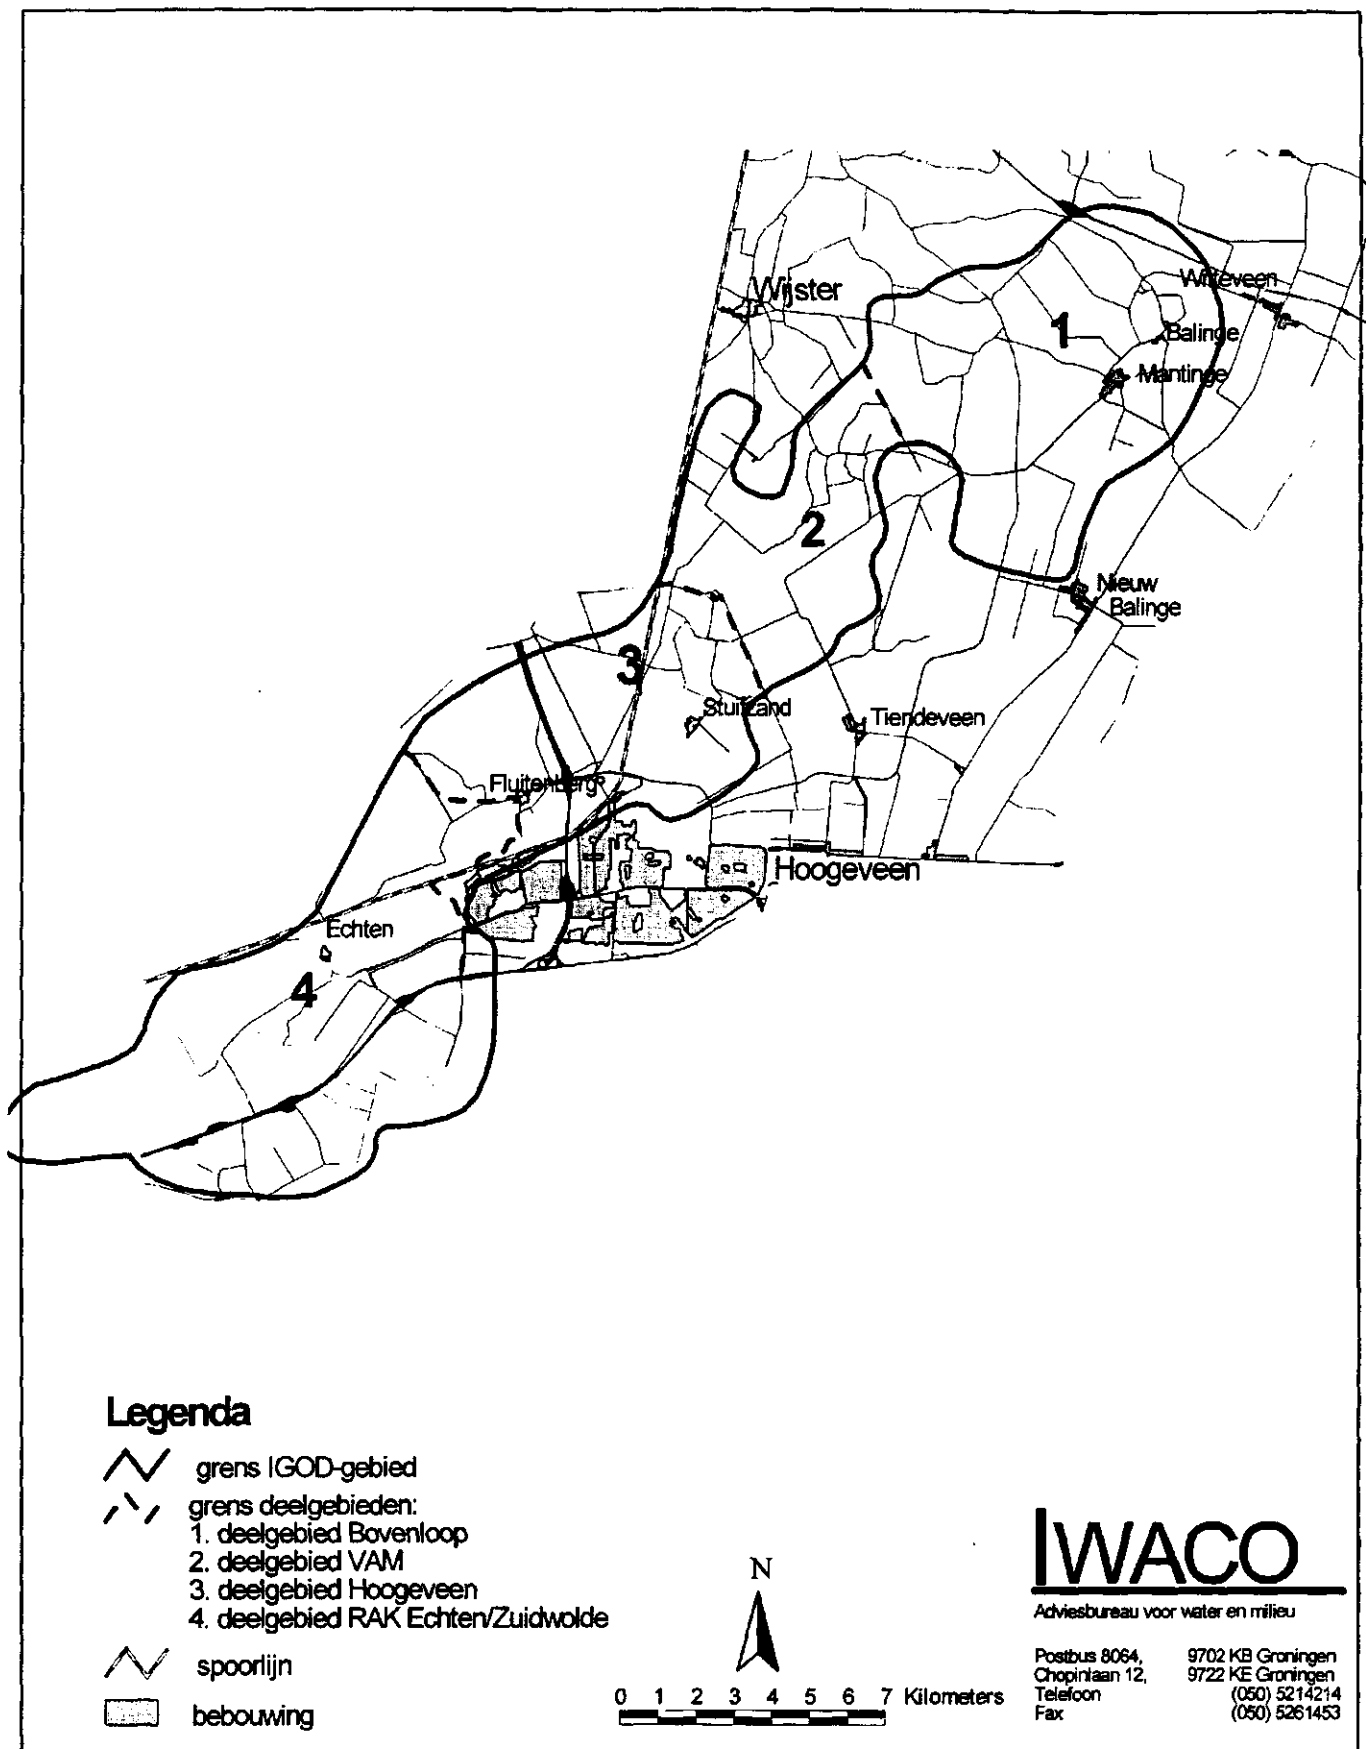 Wijster
Witteveen
1
Balinge
Mantinge
2
Nieuw
Balinge
3
Stuifzand
Tiendeveen
Fluitenberg
Hoogeveen
Echten
4
Legenda
grens IGOD-gebied
grens deelgebieden:
1. deelgebied Bovenloop
2. deelgebied VAM
3. deelgebied Hoogeveen
4. deelgebied RAK Echten/Zuidwolde
spoorlijn
bebouwing
N
0 1 2 3 4 5 6 7 Kilometers
IWACO
Adviesbureau voor water en milieu
Postbus 8064, 9702 KB Groningen
Chopinlaan 12, 9722 KE Groningen
Telefoon (050) 5214214
Fax (050) 5261453